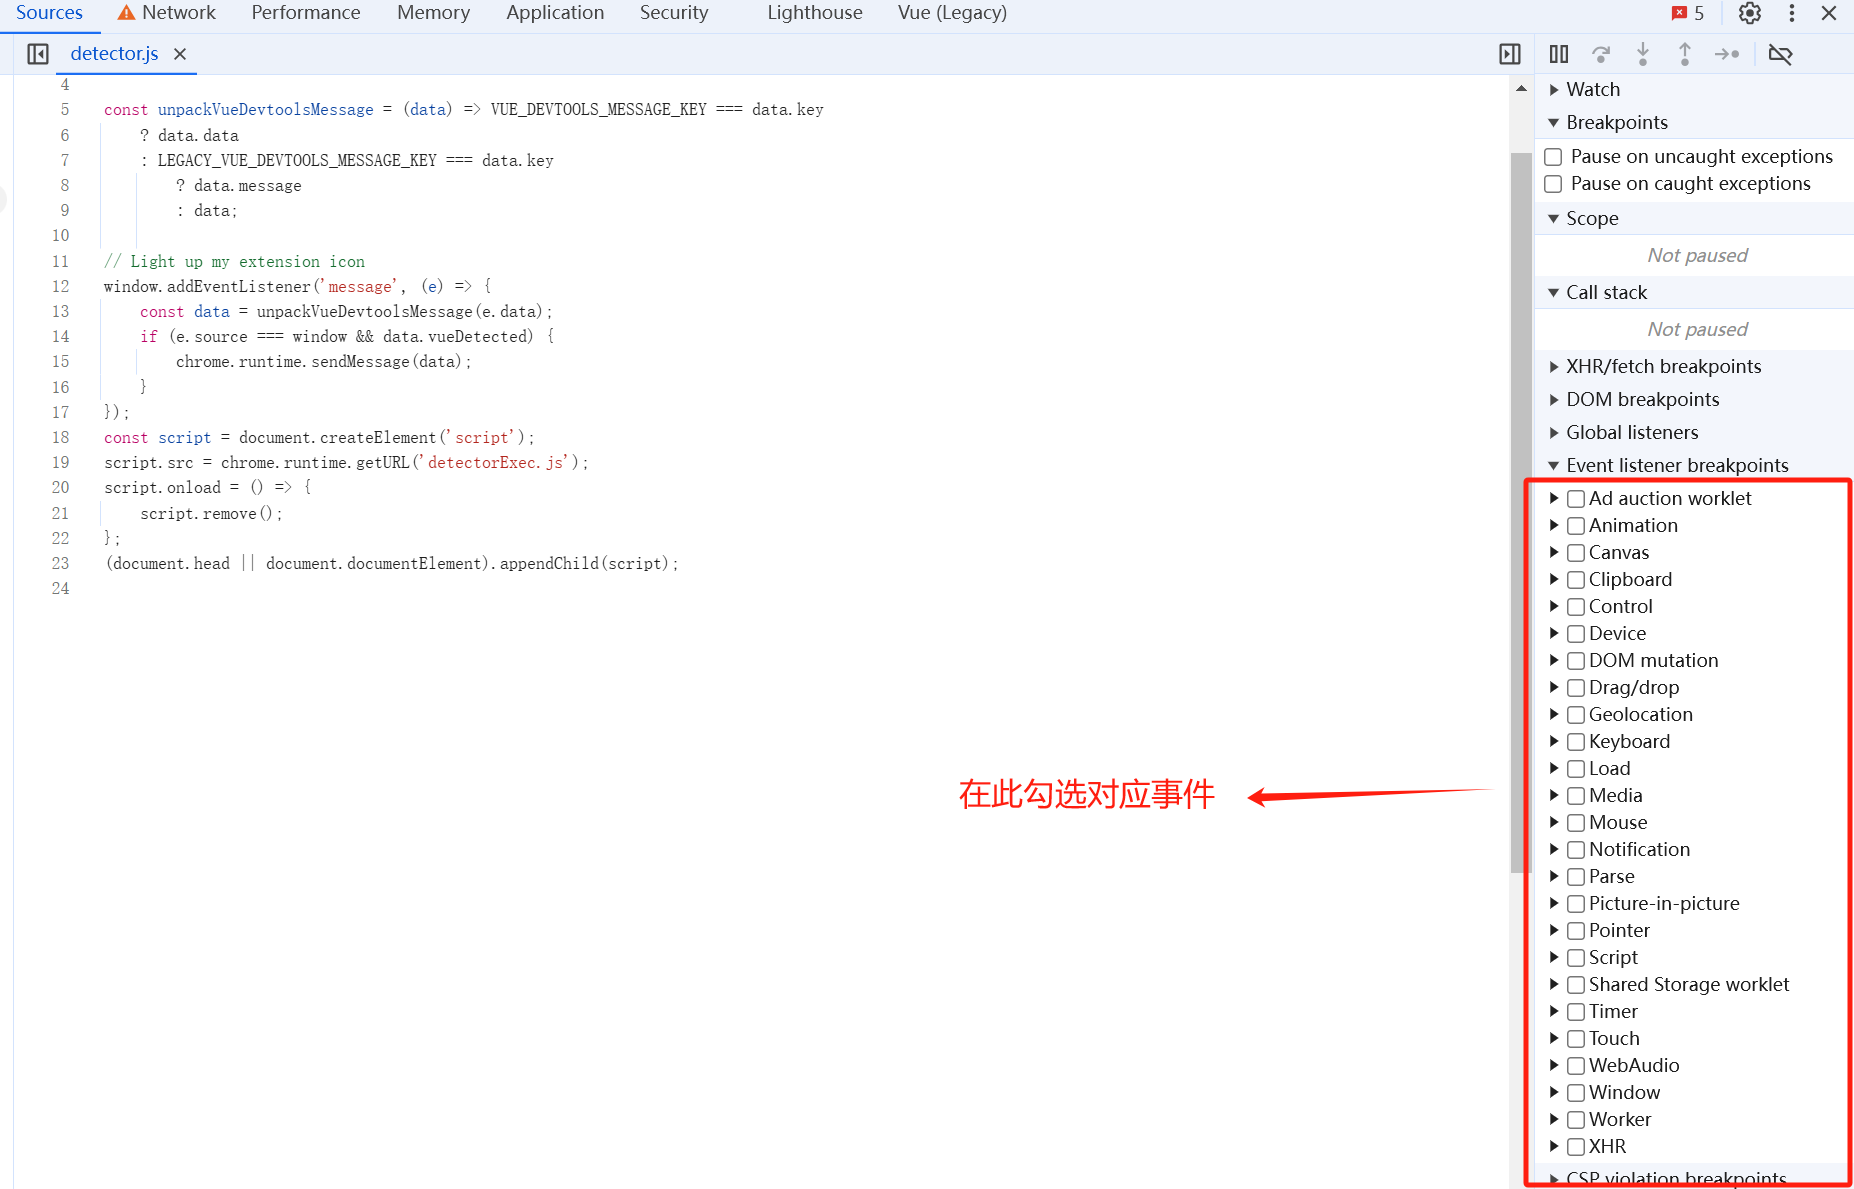 Sources Network Performance Memory Application Security Lighthouse Vue (Legacy) 5
detector.js
4
5 const unpackVueDevtoolsMessage = (data) => VUE_DEVTOOLS_MESSAGE_KEY === data.key
6 ? data.data
7 : LEGACY_VUE_DEVTOOLS_MESSAGE_KEY === data.key
8 ? data.message
9 : data;
10
11 // Light up my extension icon
12 window.addEventListener('message', (e) => {
13 const data = unpackVueDevtoolsMessage(e.data);
14 if (e.source === window && data.vueDetected) {
15 chrome.runtime.sendMessage(data);
16 }
17 });
18 const script = document.createElement('script');
19 script.src = chrome.runtime.getURL('detectorExec.js');
20 script.onload = () => {
21 script.remove();
22 };
23 (document.head || document.documentElement).appendChild(script);
24
在此勾选对应事件
Watch
Breakpoints
Pause on uncaught exceptions
Pause on caught exceptions
Scope
Not paused
Call stack
Not paused
XHR/fetch breakpoints
DOM breakpoints
Global listeners
Event listener breakpoints
Ad auction worklet
Animation
Canvas
Clipboard
Control
Device
DOM mutation
Drag/drop
Geolocation
Keyboard
Load
Media
Mouse
Notification
Parse
Picture-in-picture
Pointer
Script
Shared Storage worklet
Timer
Touch
WebAudio
Window
Worker
XHR
CSP violation breakpoints